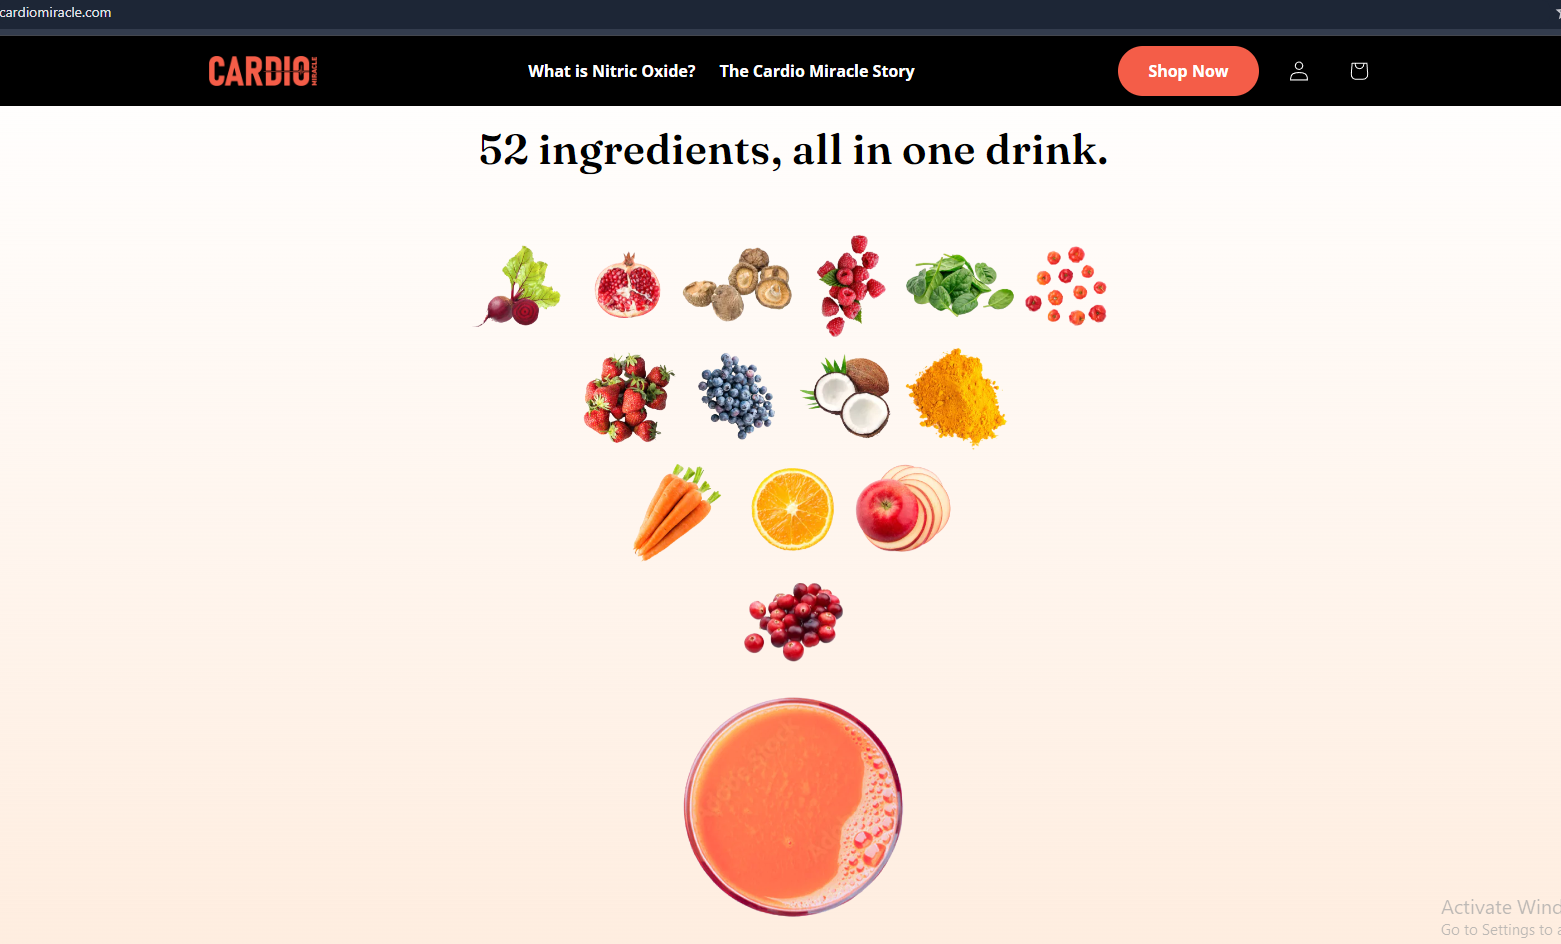 cardiomiracle.com
CARDIO MIRACLE
What is Nitric Oxide? The Cardio Miracle Story
Shop Now
52 ingredients, all in one drink.
Activate Wind
Go to Settings to a